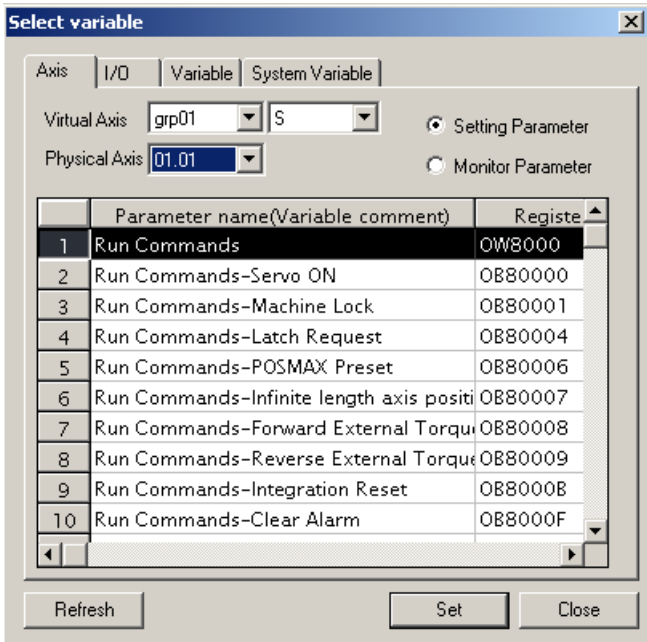 Select variable
Axis I/O Variable System Variable
Virtual Axis grp01 S Setting Parameter
Physical Axis 01.01 Monitor Parameter
Parameter name(Variable comment) Registe
1 Run Commands OW8000
2 Run Commands-Servo ON OB80000
3 Run Commands-Machine Lock OB80001
4 Run Commands-Latch Request OB80004
5 Run Commands-POSMAX Preset OB80006
6 Run Commands-Infinite length axis positi OB80007
7 Run Commands-Forward External Torqu OB80008
8 Run Commands-Reverse External Torque OB80009
9 Run Commands-Integration Reset OB8000B
10 Run Commands-Clear Alarm OB8000F
Refresh Set Close